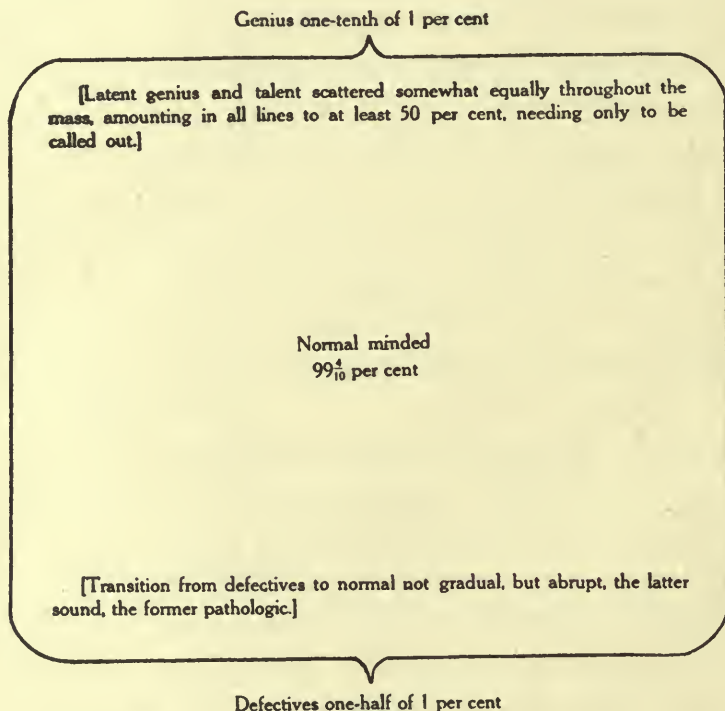 Genius one-tenth of 1 per cent
[Latent genius and talent scattered somewhat equally throughout the
mass, amounting in all lines to at least 50 per cent, needing only to be
called out.]
Normal minded
99 4/10 per cent
[Transition from defectives to normal not gradual, but abrupt, the latter
sound, the former pathologic.]
Defectives one-half of 1 per cent